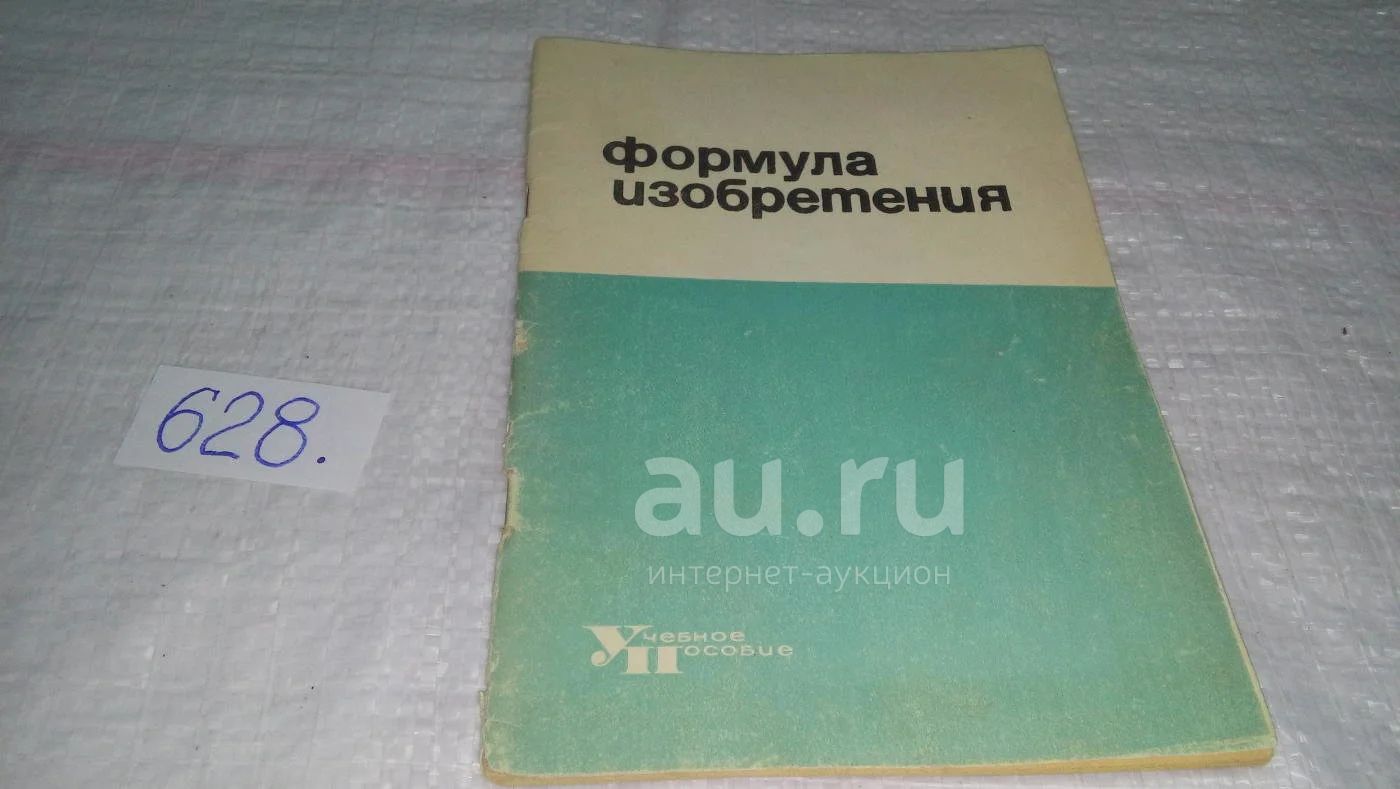 формула
изобретения
628.
au.ru
интернет-аукцион
Учебное
Пособие